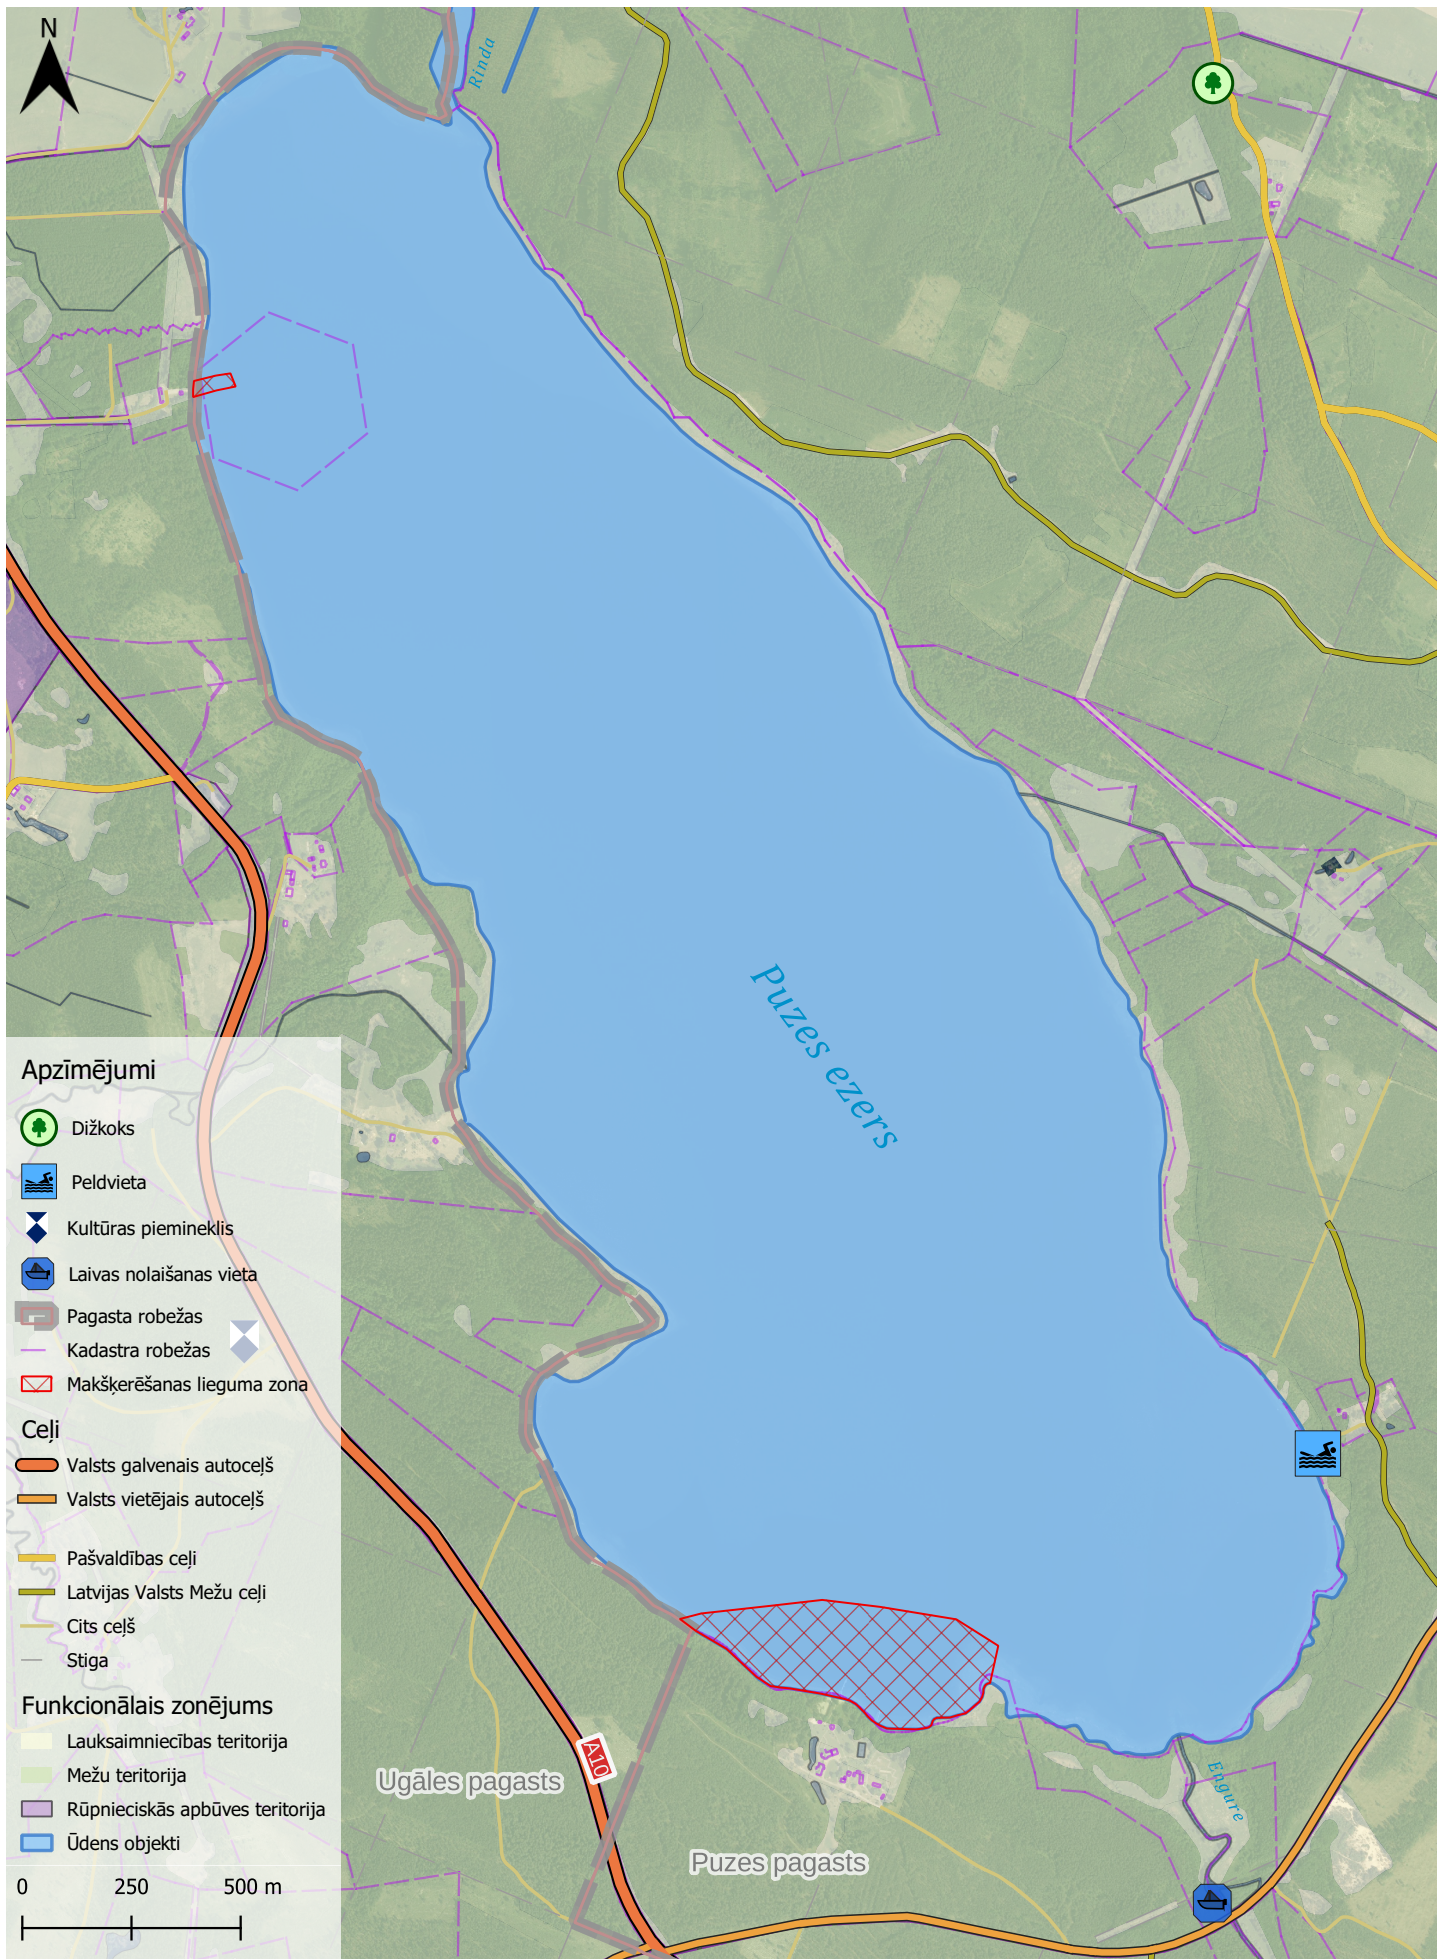 N
Rinda
Puzes ezers
Apzīmējumi
Dižkoks
Peldvieta
Kultūras piemineklis
Laivas nolaišanas vieta
Pagasta robežas
Kadastra robežas
Makšķerēšanas lieguma zona
Ceļi
Valsts galvenais autoceļš
Valsts vietējais autoceļš
Pašvaldības ceļi
Latvijas Valsts Mežu ceļi
Cits ceļš
Stiga
Funkcionālais zonējums
Lauksaimniecības teritorija
Mežu teritorija
Rūpnieciskās apbūves teritorija
Ūdens objekti
0 250 500 m
A10
Ugāles pagasts
Engure
Puzes pagasts